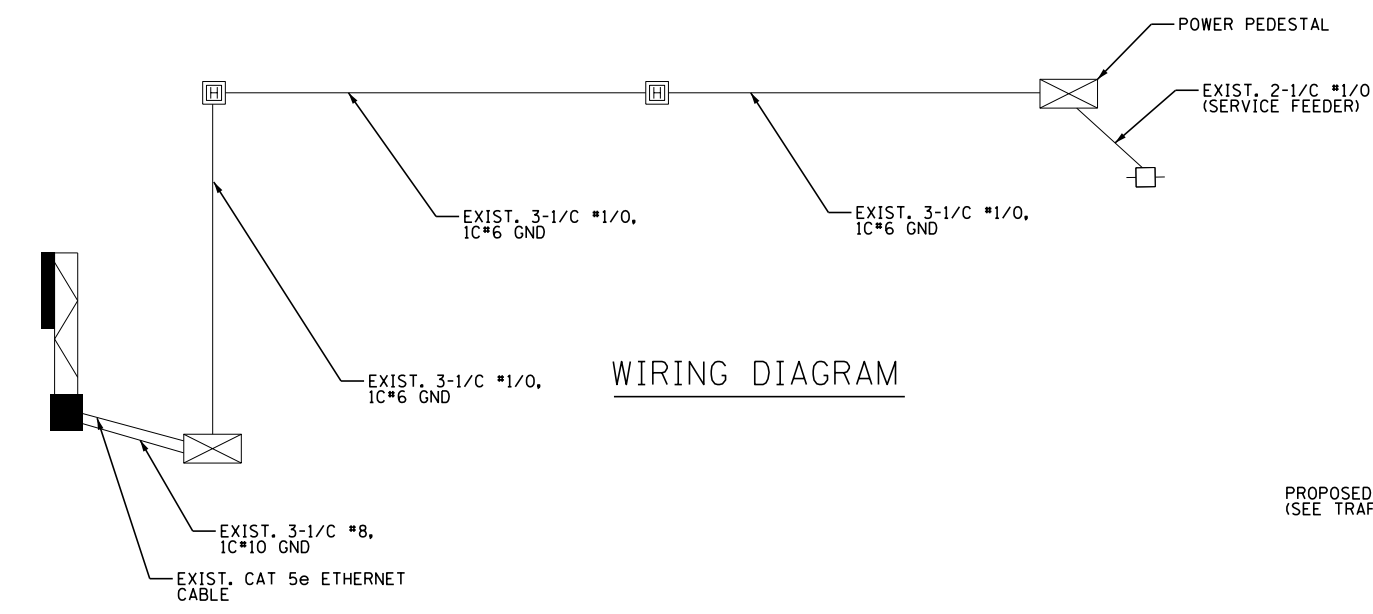 POWER PEDESTAL
EXIST. 2-1/C #1/0
(SERVICE FEEDER)
H
H
EXIST. 3-1/C #1/0,
1C#6 GND
EXIST. 3-1/C #1/0,
1C#6 GND
EXIST. 3-1/C #1/0,
1C#6 GND
WIRING DIAGRAM
PROPOSED
(SEE TRAF
EXIST. 3-1/C #8,
1C#10 GND
EXIST. CAT 5e ETHERNET
CABLE